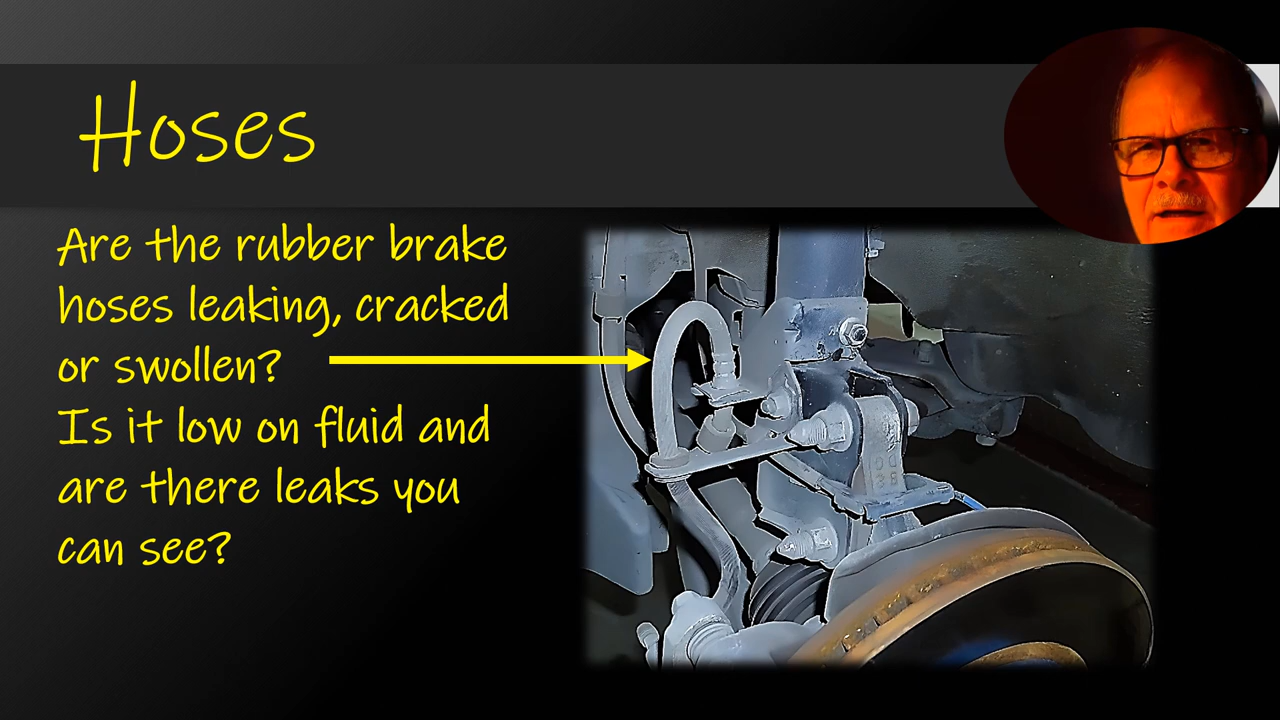 Hoses
Are the rubber brake
hoses leaking, cracked
or swollen?
Is it low on fluid and
are there leaks you
can see?